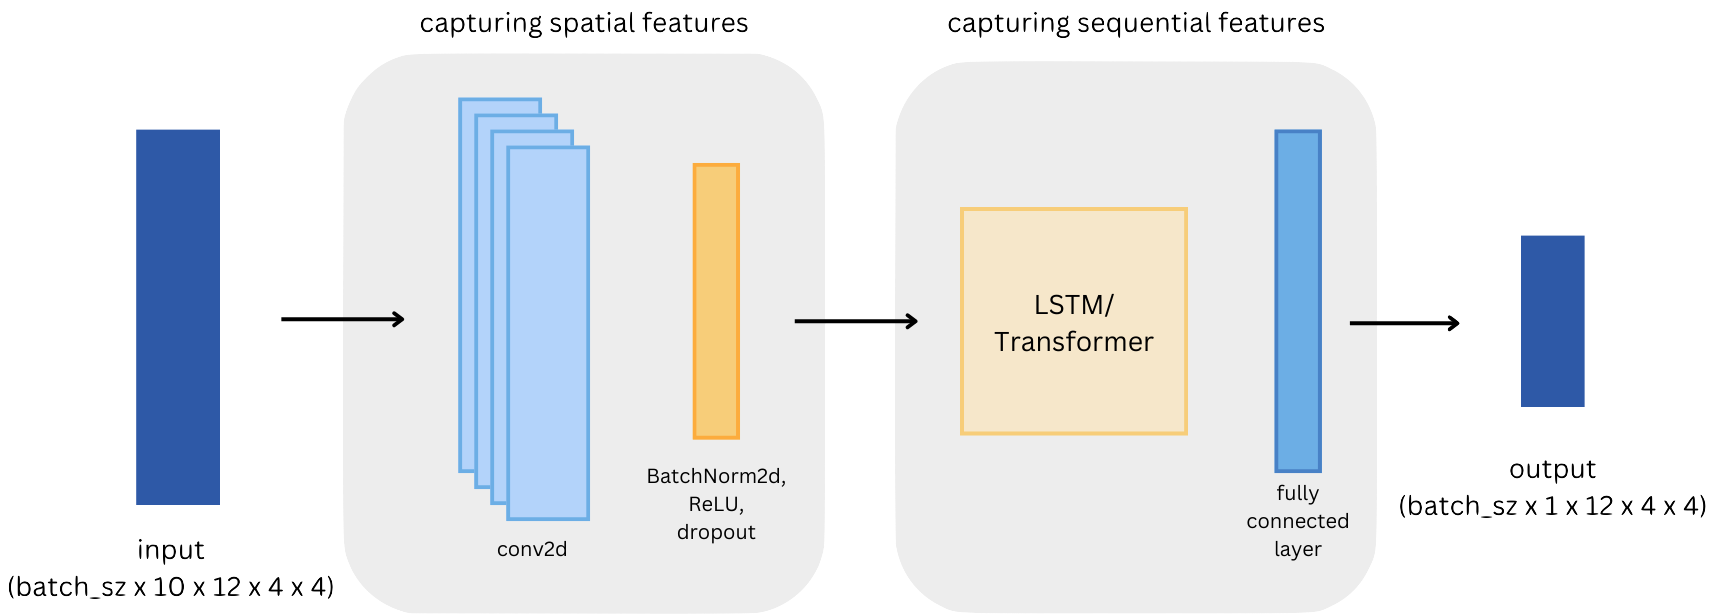 capturing spatial features
capturing sequential features
input
(batch_sz x 10 x 12 x 4 x 4)
conv2d
BatchNorm2d,
ReLU,
dropout
LSTM/
Transformer
fully
connected
layer
output
(batch_sz x 1 x 12 x 4 x 4)